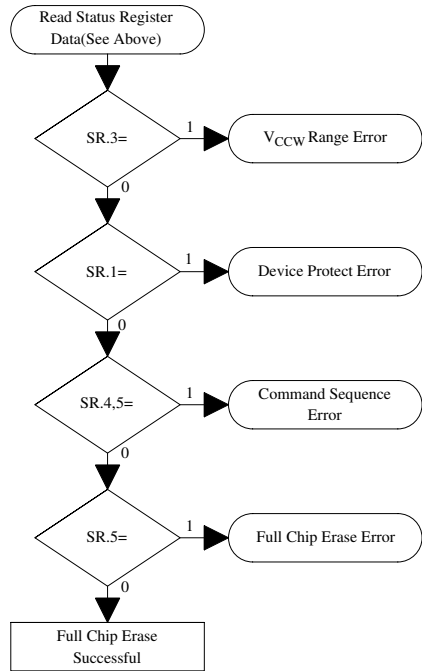 Read Status Register
Data(See Above)
SR.3=
1
VCCW Range Error
0
SR.1=
1
Device Protect Error
0
SR.4,5=
1
Command Sequence
Error
0
SR.5=
1
Full Chip Erase Error
0
Full Chip Erase
Successful